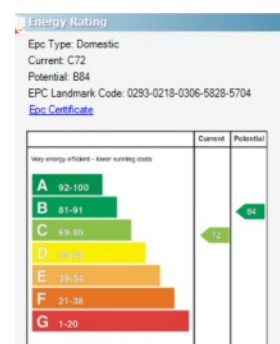 Energy Rating
Epc Type: Domestic
Current: C72
Potential: B84
EPC Landmark Code: 0293-0218-0306-5828-5704
Epc Certificate
Current Potential
Very energy efficient - lower running costs
A 92-100
B 81-91
84
C 69-80
72
D
E 39-54
F 21-38
G 1-20